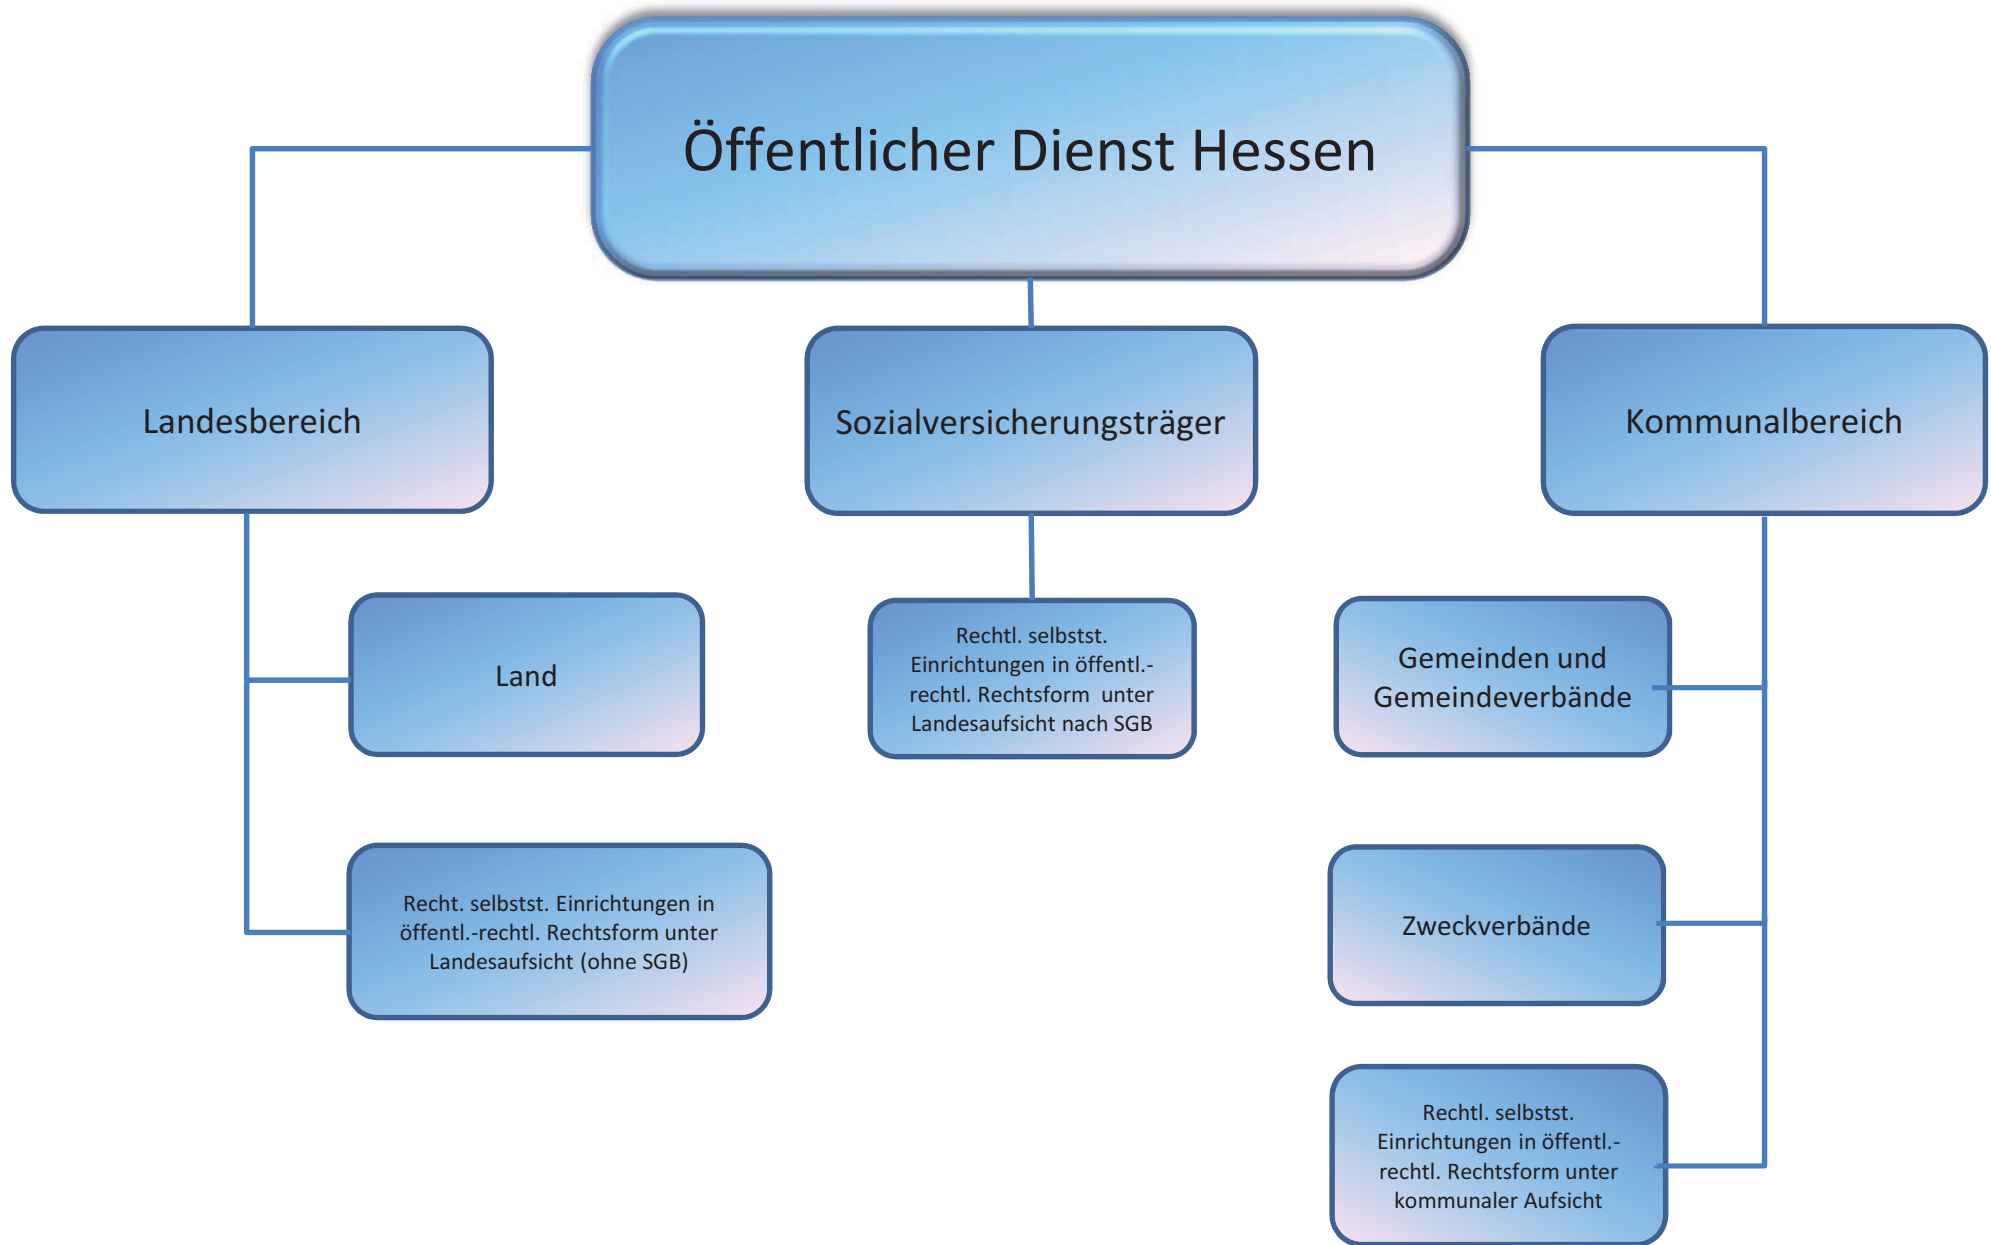 Öffentlicher Dienst Hessen
Landesbereich
Sozialversicherungsträger
Kommunalbereich
Land
Rechtl. selbstst.
Einrichtungen in öffentl.-
rechtl. Rechtsform unter
Landesaufsicht nach SGB
Gemeinden und
Gemeindeverbände
Recht. selbstst. Einrichtungen in
öffentl.-rechtl. Rechtsform unter
Landesaufsicht (ohne SGB)
Zweckverbände
Rechtl. selbstst.
Einrichtungen in öffentl.-
rechtl. Rechtsform unter
kommunaler Aufsicht